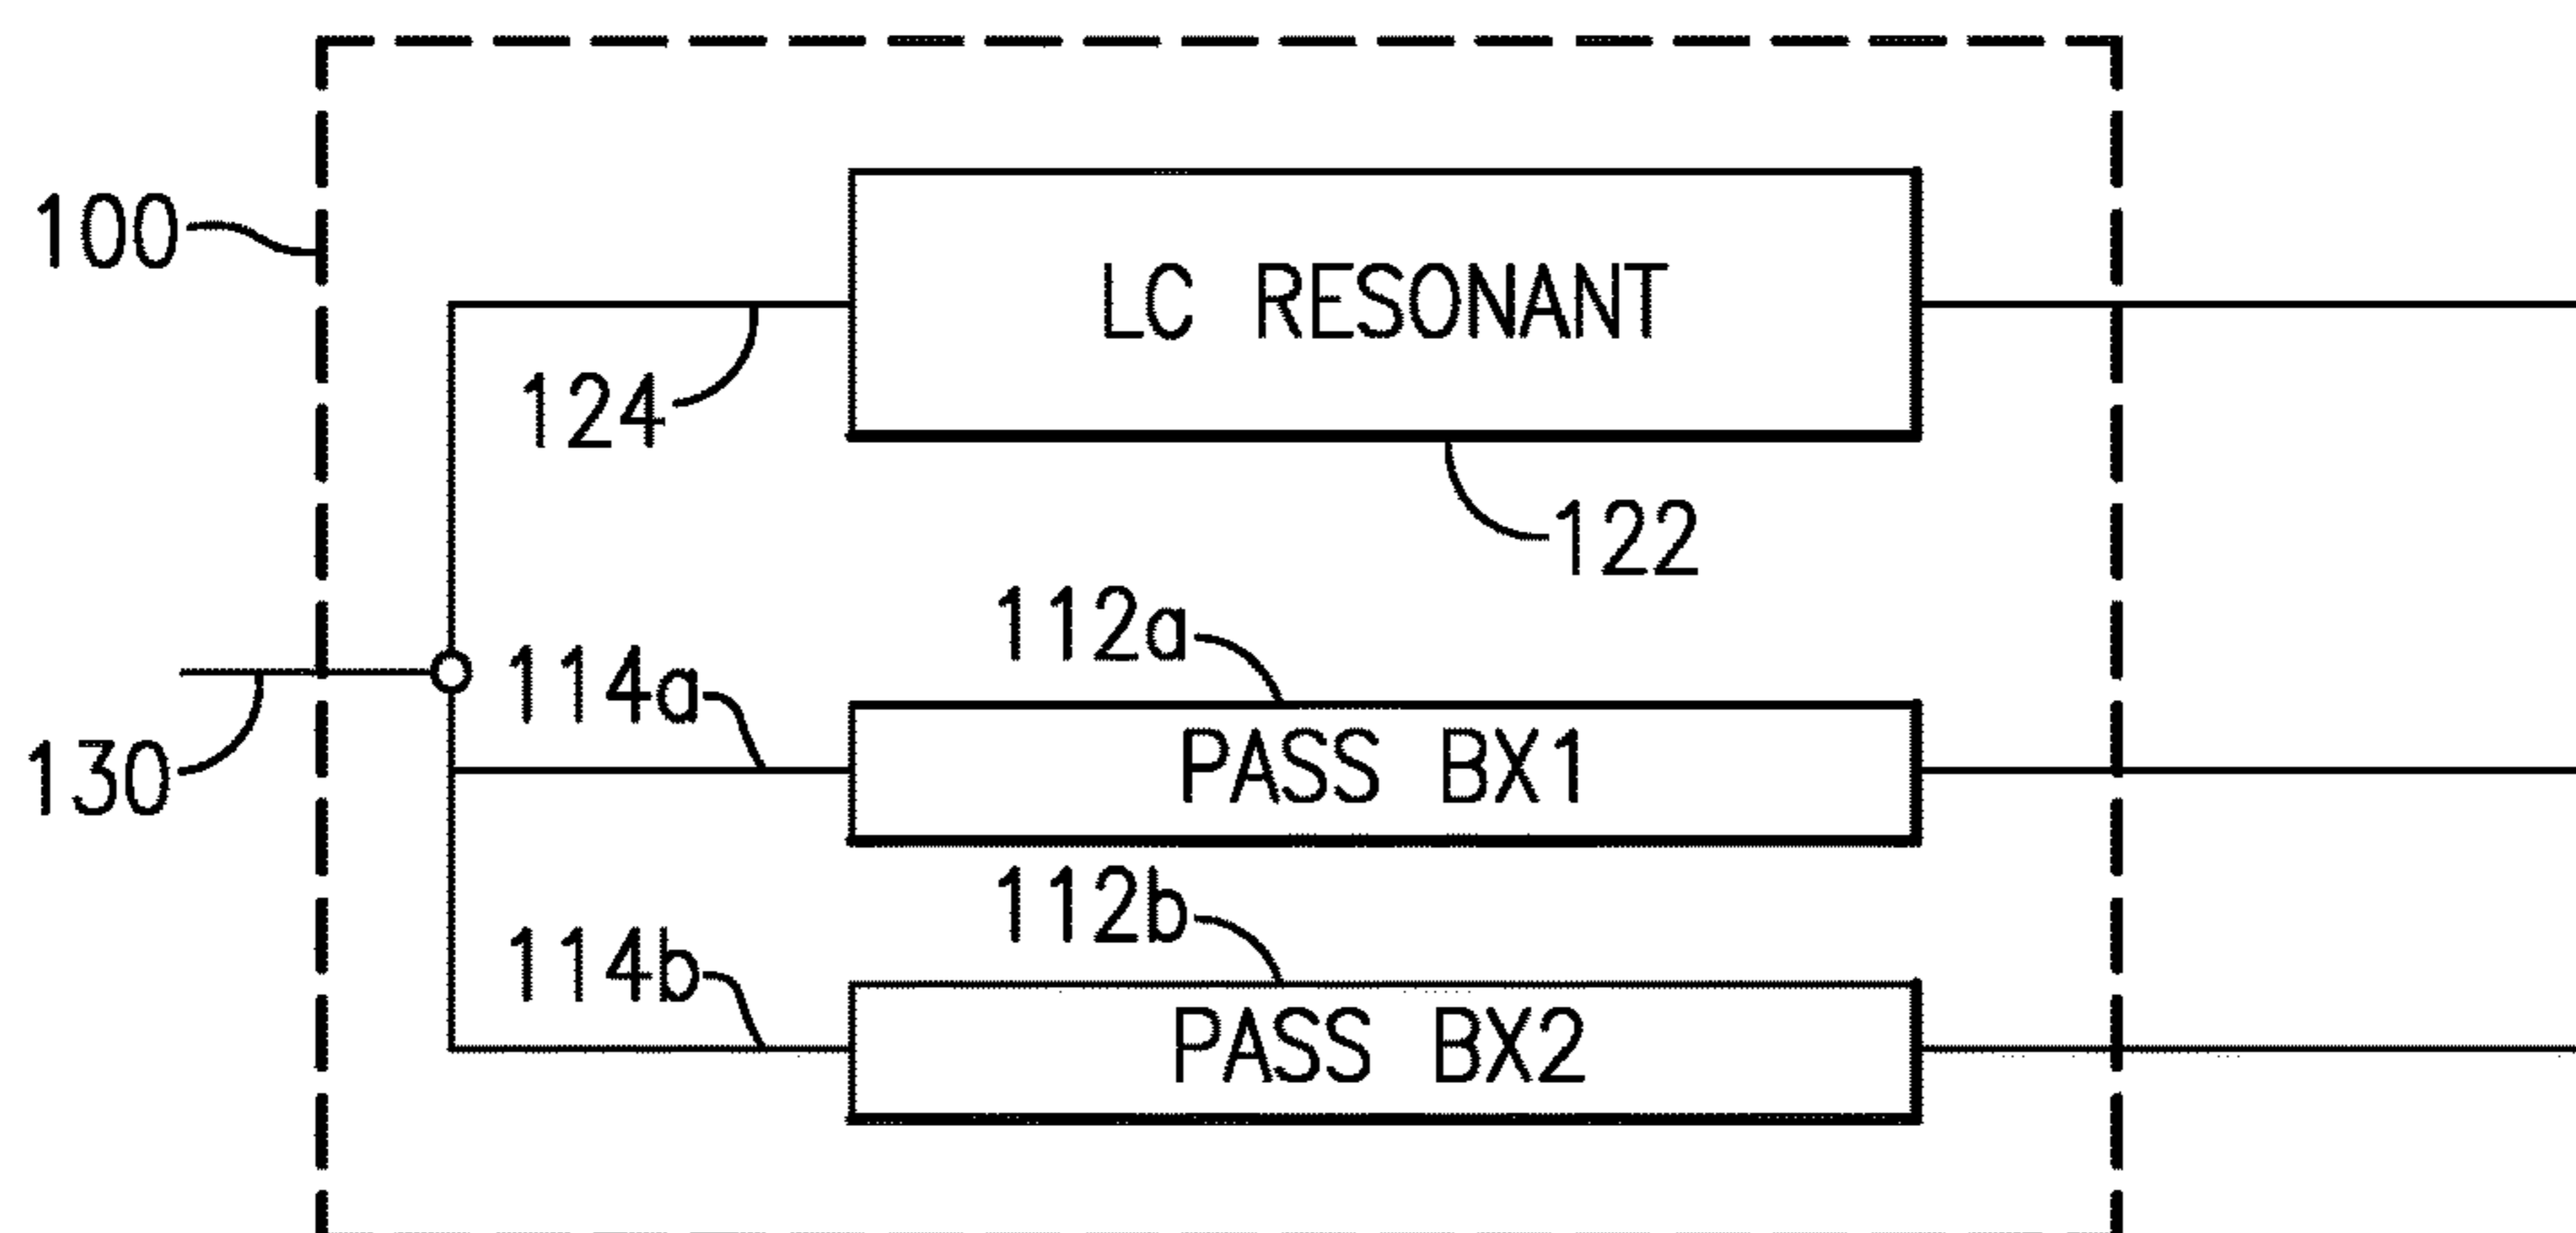 100
LC RESONANT
124
122
112a
114a
130
PASS BX1
112b
114b
PASS BX2